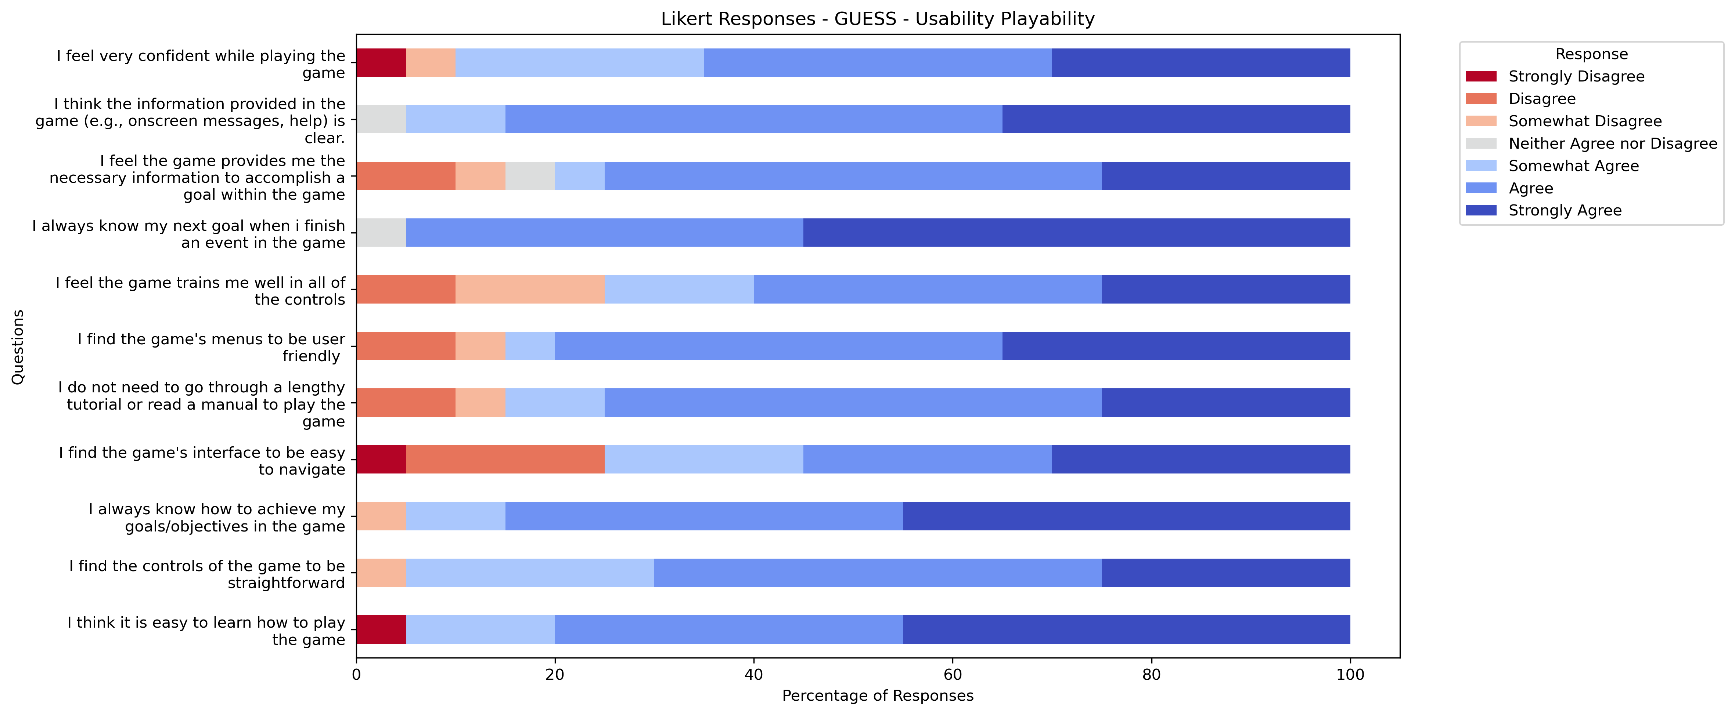 Likert Responses - GUESS - Usability Playability
I feel very confident while playing the
game
I think the information provided in the
game (e.g., onscreen messages, help) is
clear.
I feel the game provides me the
necessary information to accomplish a
goal within the game
I always know my next goal when i finish
an event in the game
I feel the game trains me well in all of
the controls
I find the game's menus to be user
friendly
I do not need to go through a lengthy
tutorial or read a manual to play the
game
I find the game's interface to be easy
to navigate
I always know how to achieve my
goals/objectives in the game
I find the controls of the game to be
straightforward
I think it is easy to learn how to play
the game
Questions
0 20 40 60 80 100
Percentage of Responses
Response
Strongly Disagree
Disagree
Somewhat Disagree
Neither Agree nor Disagree
Somewhat Agree
Agree
Strongly Agree